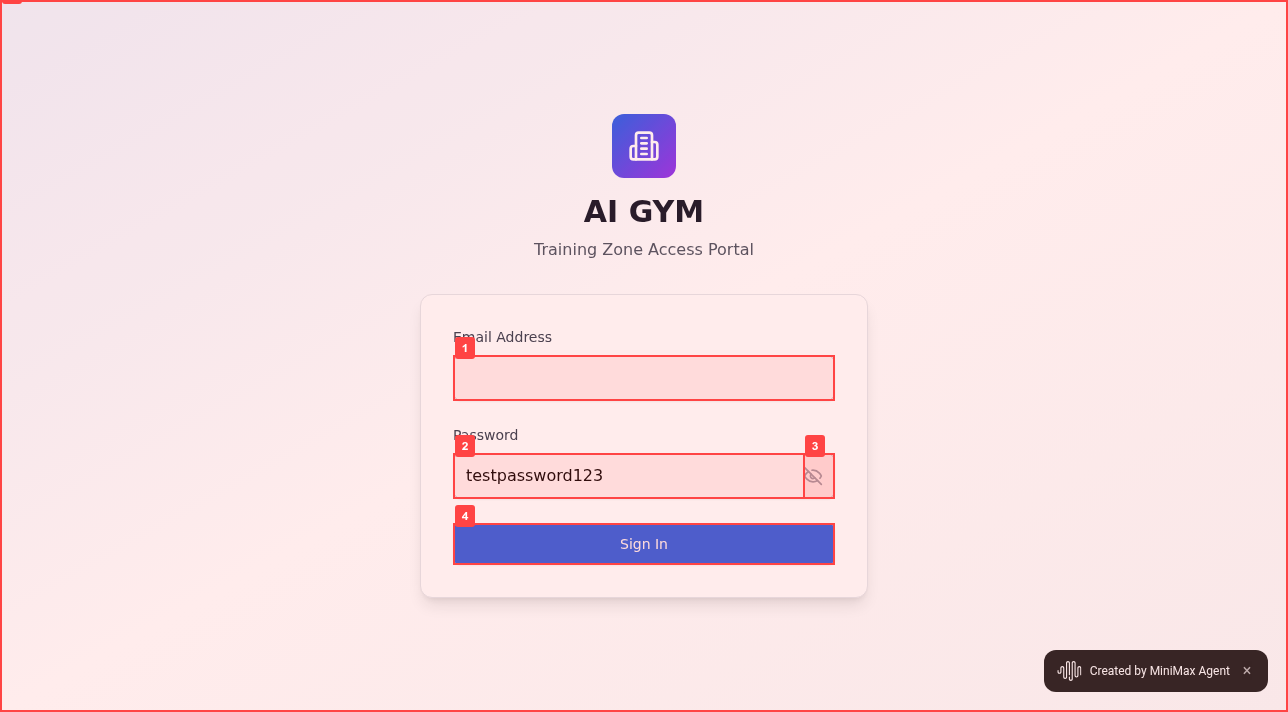 AI GYM
Training Zone Access Portal
Email Address
1
Password
2
3
testpassword123
4
Sign In
Created by MiniMax Agent ×